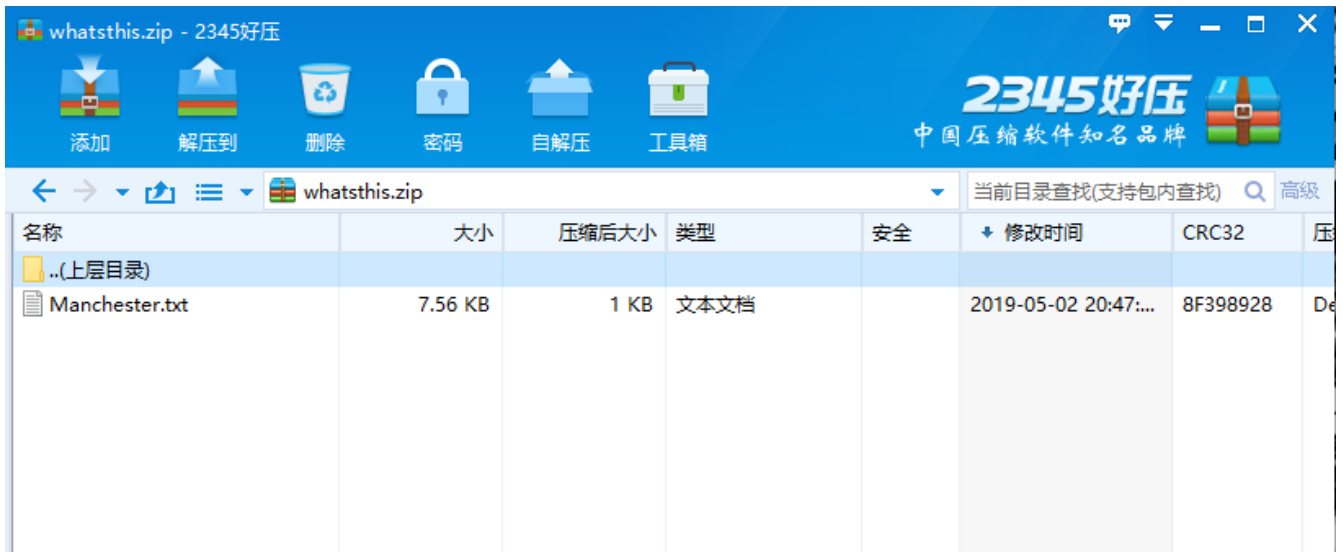 whatsthis.zip - 2345好压
添加 解压到 删除 密码 自解压 工具箱
2345好压
中国压缩软件知名品牌
whatsthis.zip 当前目录查找(支持包内查找) 高级
名称 大小 压缩后大小 类型 安全 修改时间 CRC32 压
..(上层目录)
Manchester.txt 7.56 KB 1 KB 文本文档 2019-05-02 20:47:... 8F398928 De